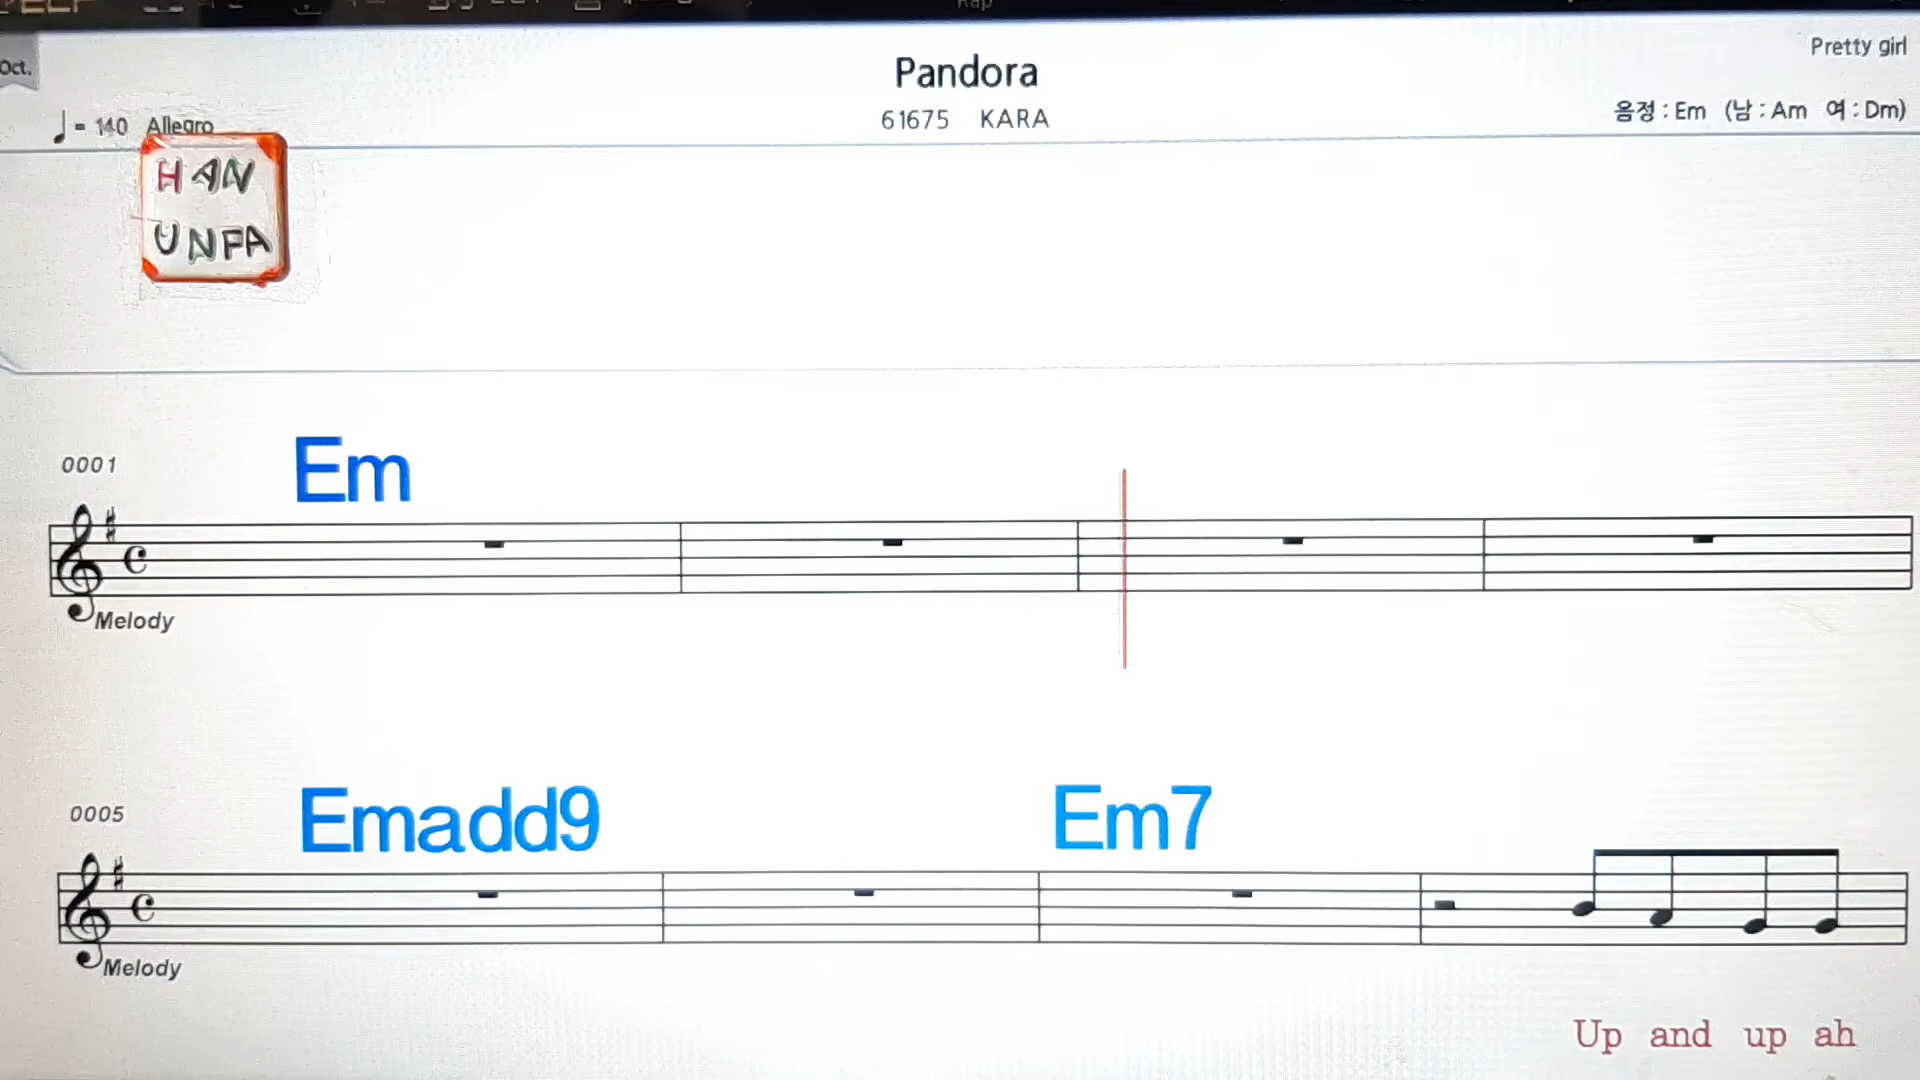 Pretty girl
Oct.
Pandora
♩= 140 Allegro
61675 KARA
음정 : Em (남 : Am 여 : Dm)
HAN
UNFA
0001
Em
Melody
0005
Emadd9 Em7
Melody
Up and up ah